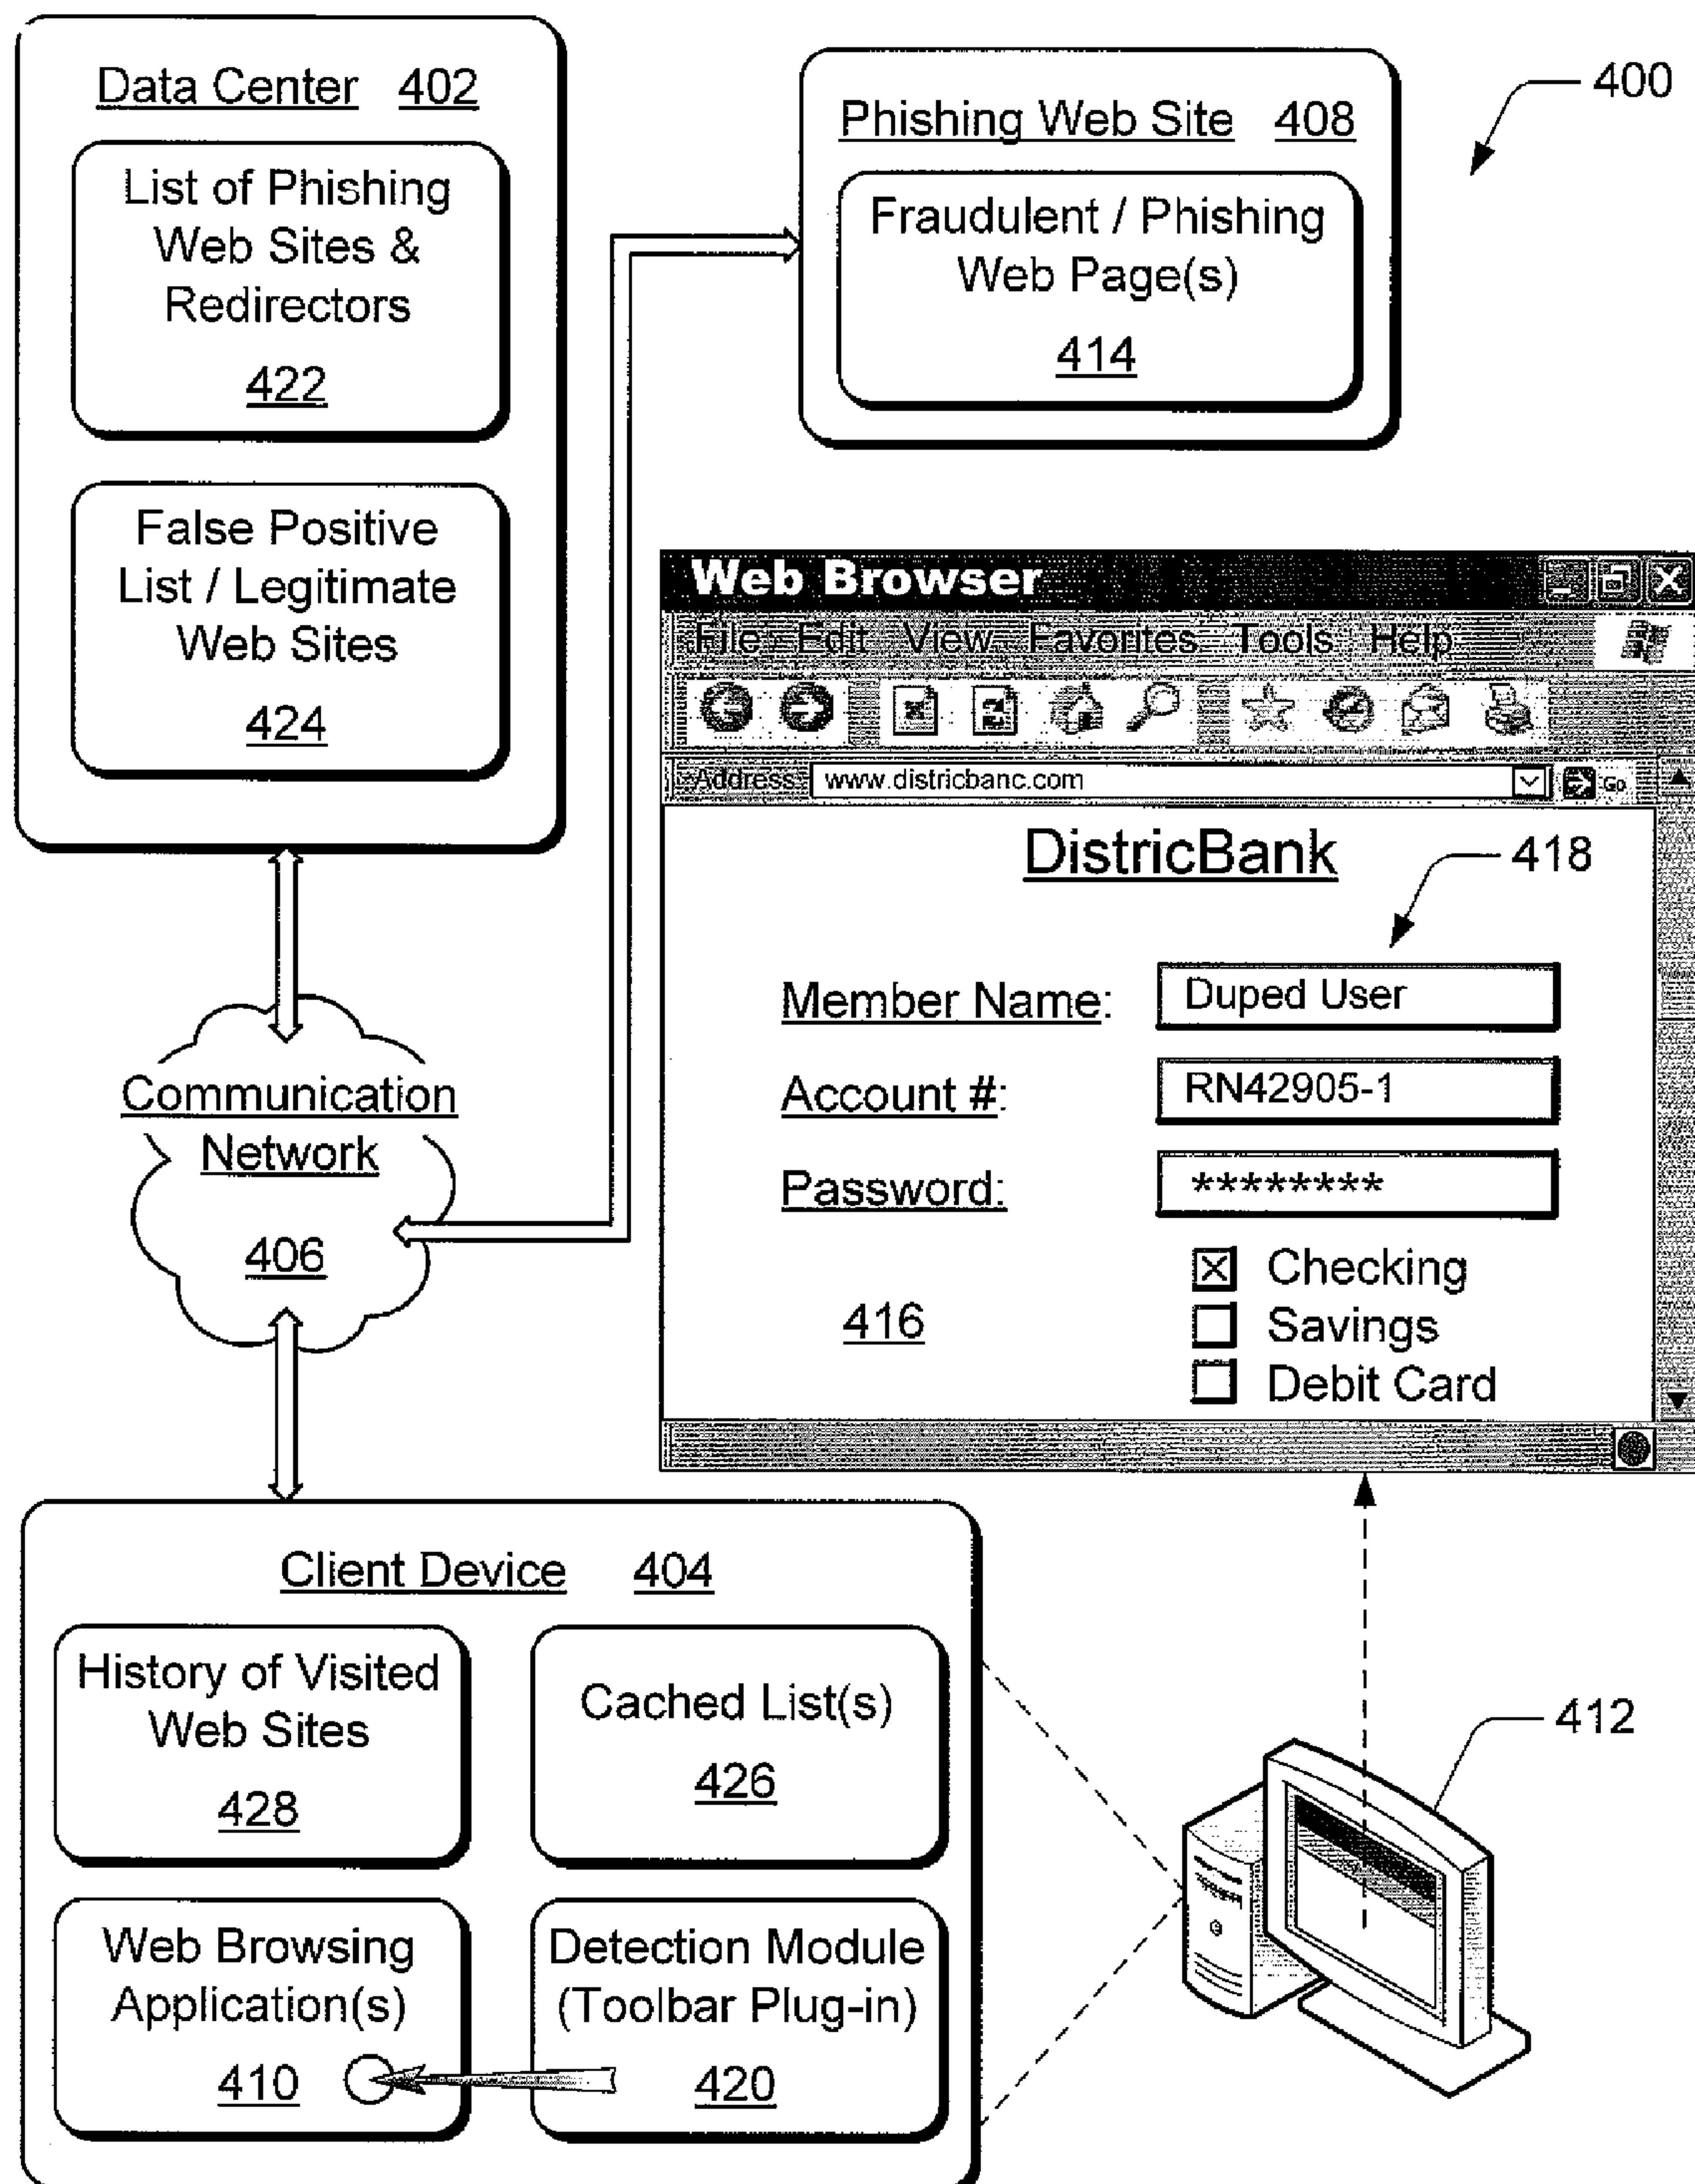 Data Center 402
List of Phishing
Web Sites &
Redirectors
422
False Positive
List / Legitimate
Web Sites
424
Phishing Web Site 408
Fraudulent / Phishing
Web Page(s)
414
400
Web Browser
File Edit View Favorites Tools Help
Address www.districbanc.com Go
DistricBank
418
Member Name: Duped User
Account #: RN42905-1
Password: ********
Checking
Savings
Debit Card
416
Communication
Network
406
Client Device 404
History of Visited
Web Sites
428
Cached List(s)
426
Web Browsing
Application(s)
410
Detection Module
(Toolbar Plug-in)
420
412